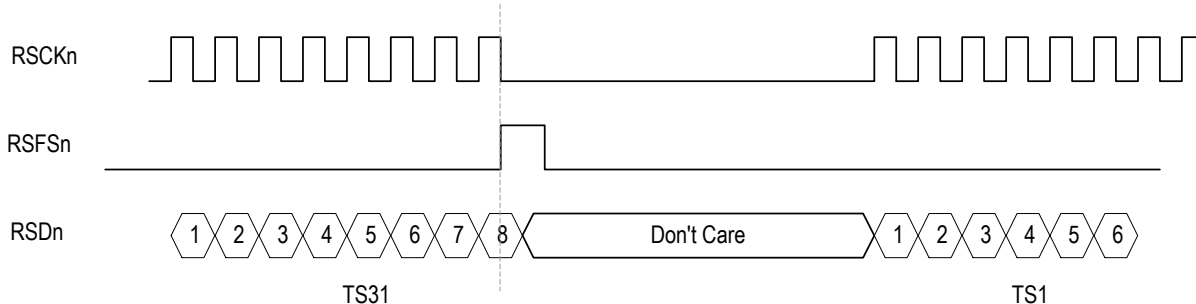 RSCKn
RSFSn
RSDn 1 2 3 4 5 6 7 8 Don't Care 1 2 3 4 5 6
TS31 TS1